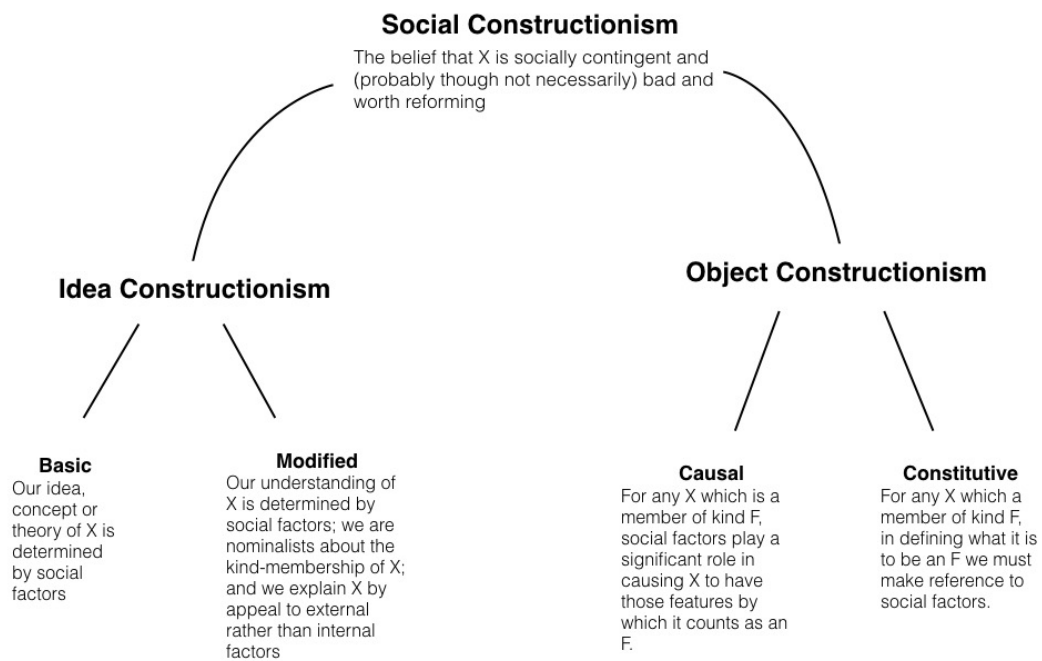 Social Constructionism
The belief that X is socially contingent and
(probably though not necessarily) bad and
worth reforming
Idea Constructionism
Object Constructionism
Basic
Our idea,
concept or
theory of X is
determined
by social
factors
Modified
Our understanding of
X is determined by
social factors; we are
nominalists about the
kind-membership of X;
and we explain X by
appeal to external
rather than internal
factors
Causal
For any X which is a
member of kind F,
social factors play a
significant role in
causing X to have
those features by
which it counts as an
F.
Constitutive
For any X which a
member of kind F,
in defining what it is
to be an F we must
make reference to
social factors.